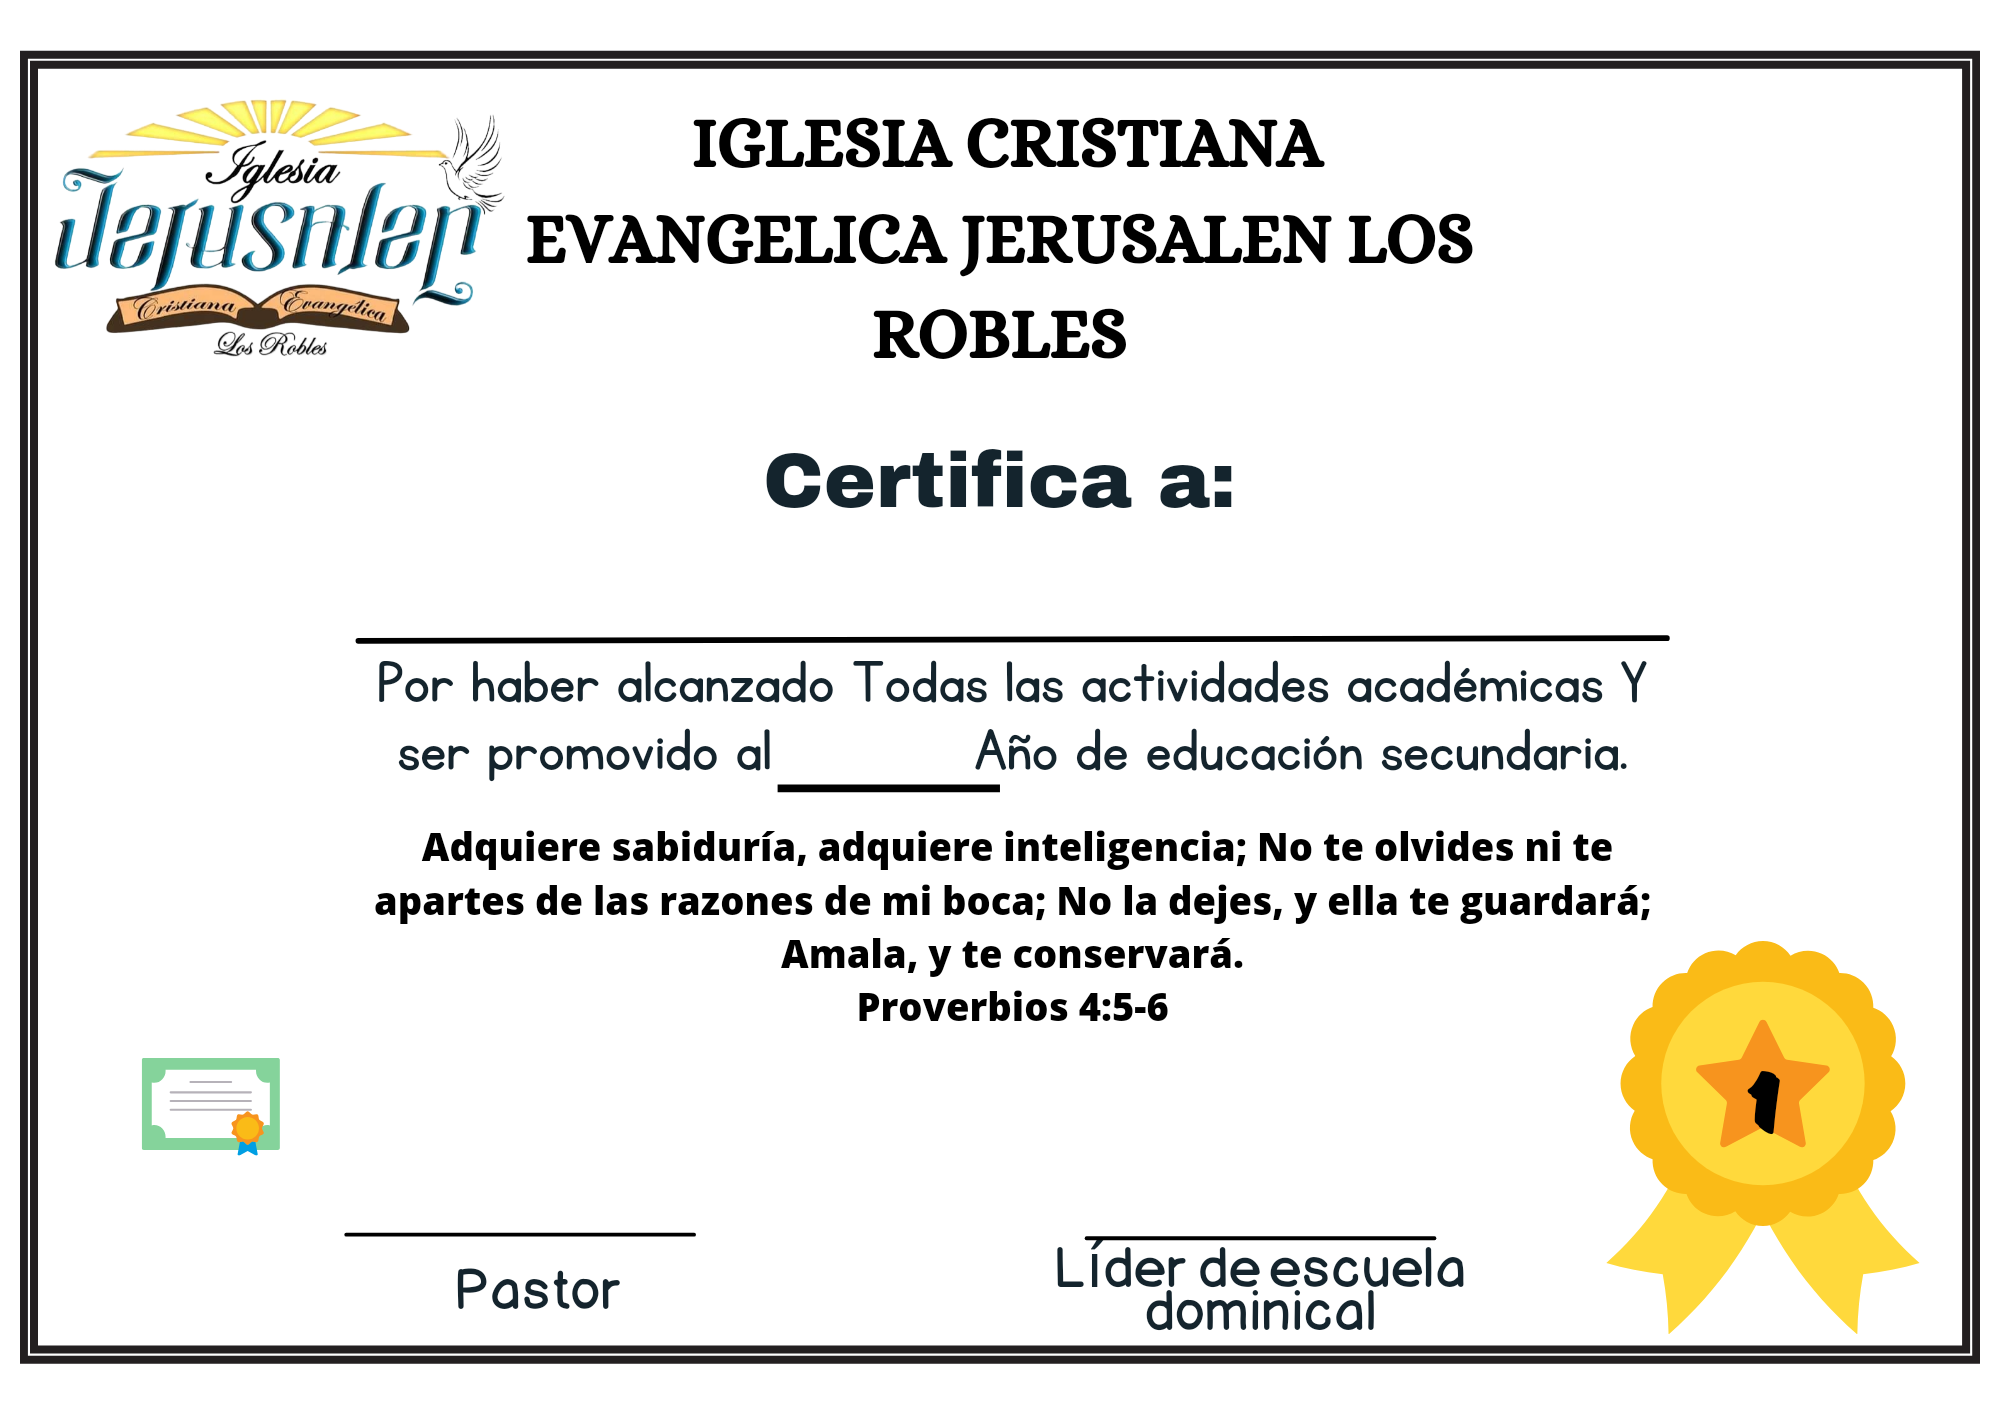 Iglesia
Jerusalen
Cristiana Evangélica
Los Robles
IGLESIA CRISTIANA
EVANGELICA JERUSALEN LOS
ROBLES
Certifica a:
Por haber alcanzado Todas las actividades académicas Y
ser promovido al Año de educación secundaria.
Adquiere sabiduría, adquiere inteligencia; No te olvides ni te
apartes de las razones de mi boca; No la dejes, y ella te guardará;
Amala, y te conservará.
Proverbios 4:5-6
1
Pastor
Líder de escuela
dominical